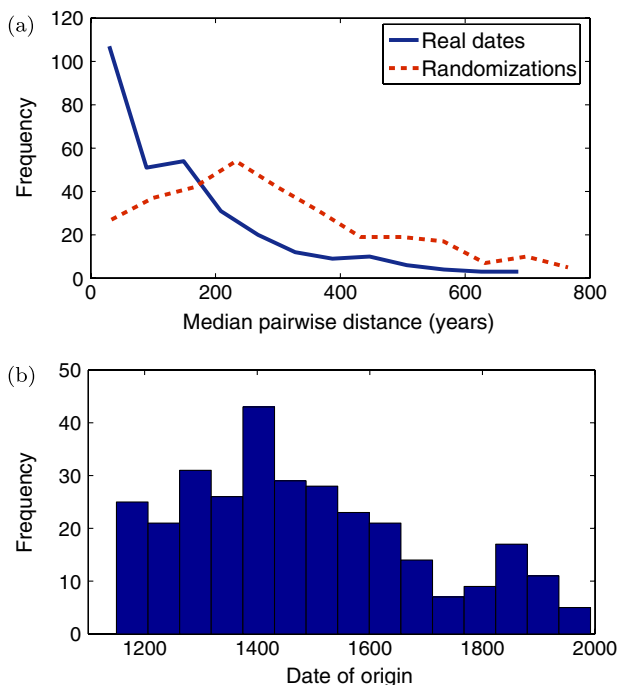 (a)
120
100
80
60
40
20
0
Frequency
Real dates
Randomizations
0 200 400 600 800
Median pairwise distance (years)
(b)
50
40
30
20
10
0
Frequency
1200 1400 1600 1800 2000
Date of origin